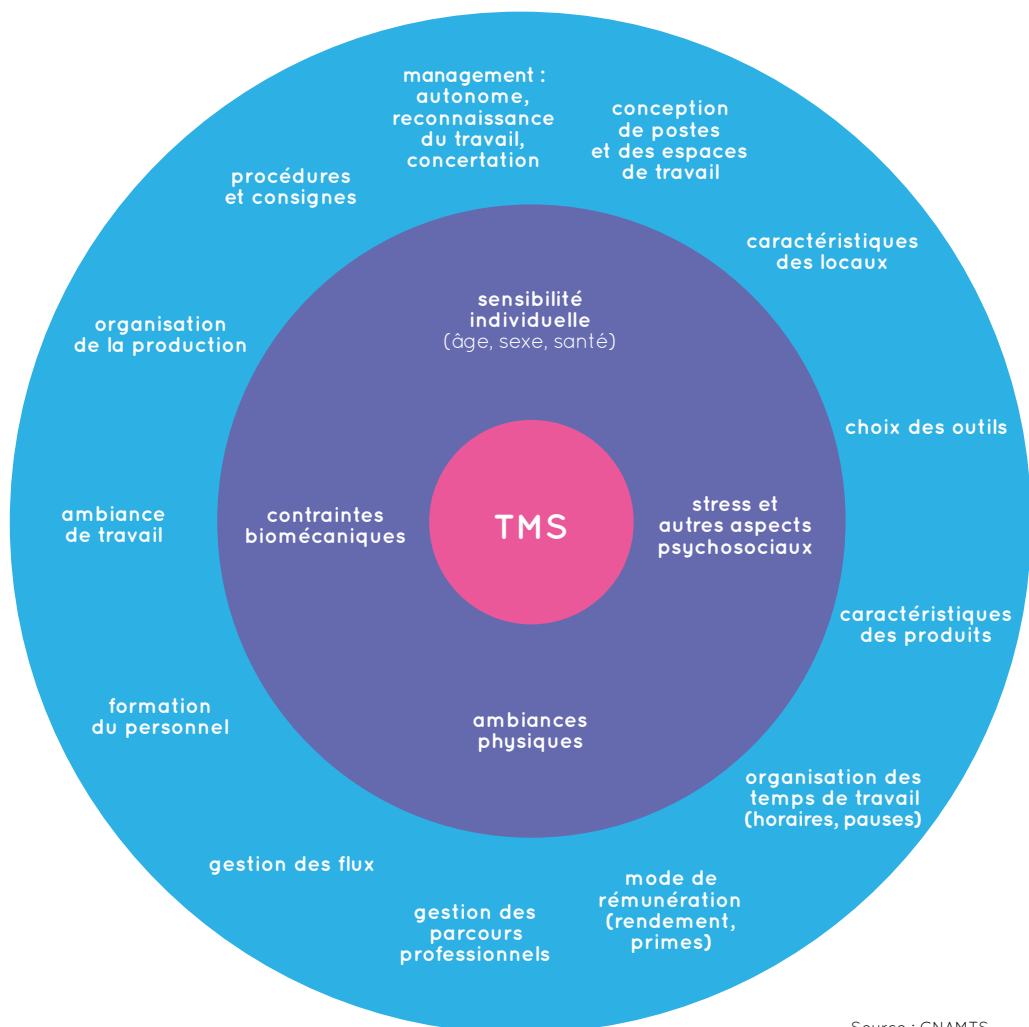 management :
autonome,
reconnaissance
du travail,
concertation
conception
de postes
et des espaces
de travail
procédures
et consignes
caractéristiques
des locaux
sensibilité
individuelle
(âge, sexe, santé)
organisation
de la production
choix des outils
ambiance
de travail
contraintes
biomécaniques
TMS
stress et
autres aspects
psychosociaux
caractéristiques
des produits
formation
du personnel
ambiances
physiques
organisation des
temps de travail
(horaires, pauses)
gestion des flux
mode de
rémunération
(rendement,
primes)
gestion des
parcours
professionnels
Source : CNAMTS